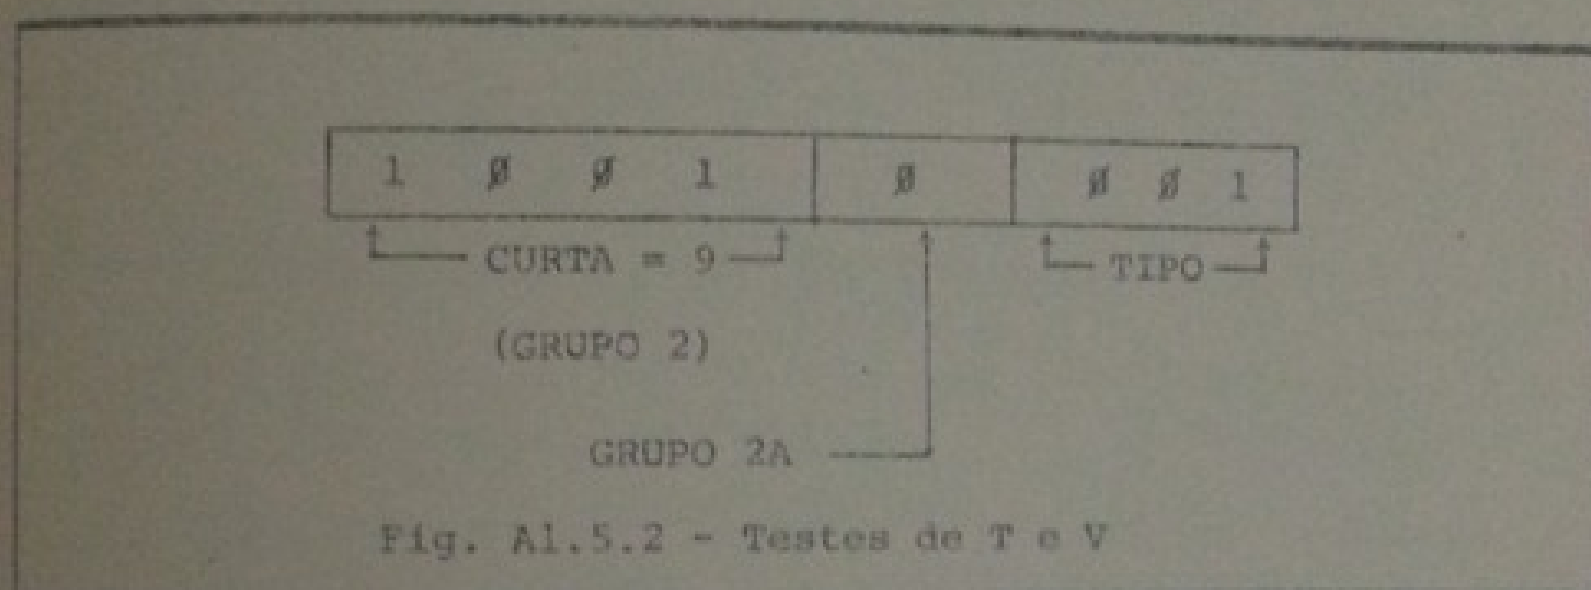 1 Ø Ø 1 Ø Ø Ø 1
CURTA = 9 TIPO
(GRUPO 2)
GRUPO 2A
Fig. A1.5.2 - Testes de T e V